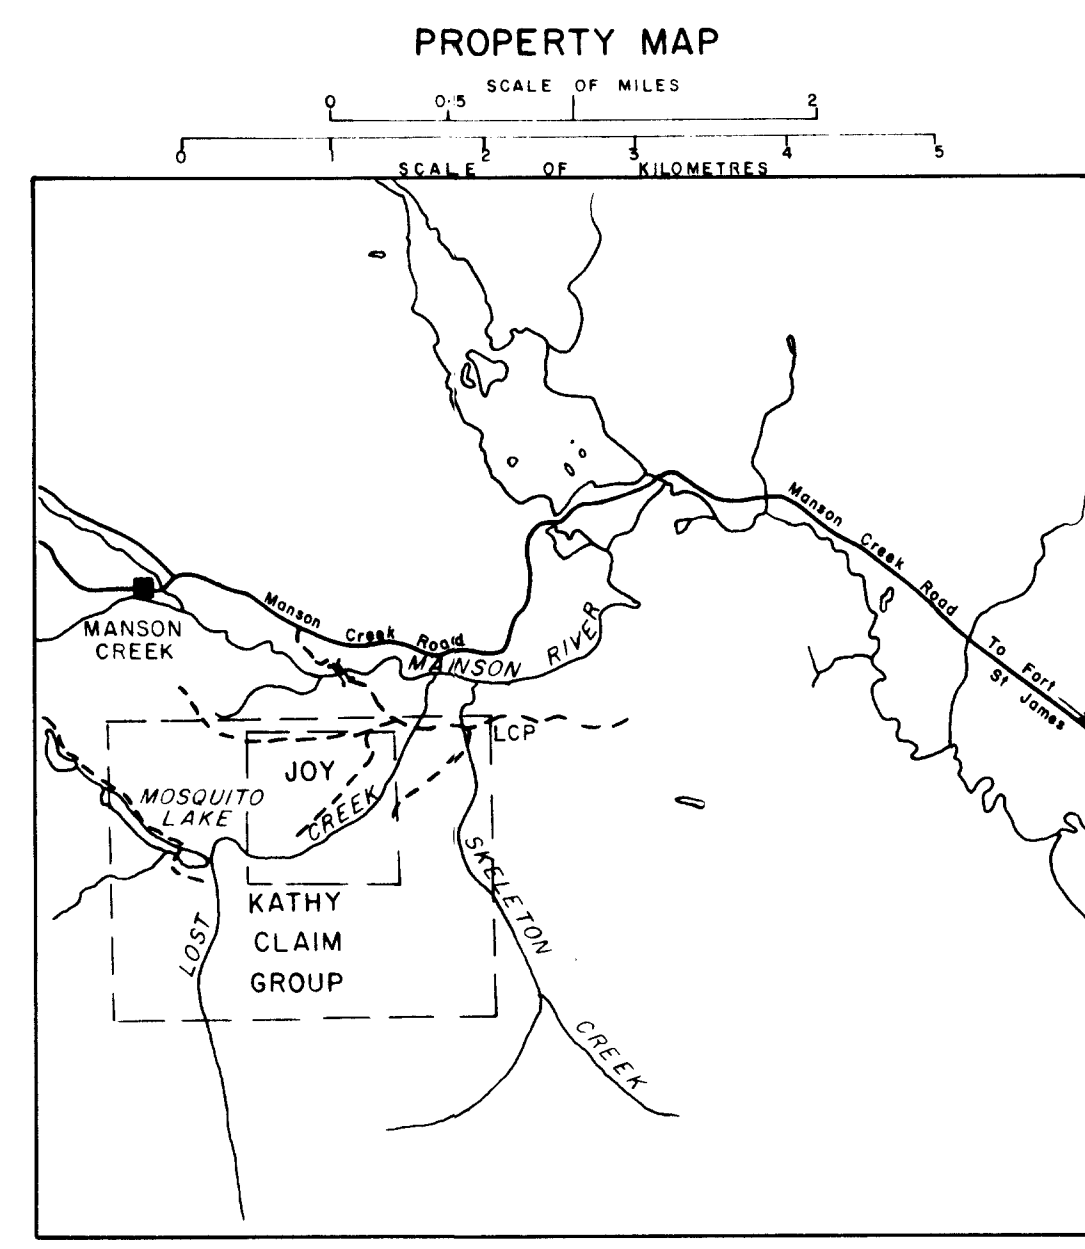 PROPERTY MAP
SCALE OF MILES
0 0.5 2
0 1 2 3 4 5
SCALE OF KILOMETRES
Manson Creek Road
To Fort
St James
Manson Creek Road
MANSON
CREEK
MANSON RIVER
LCP
JOY
MOSQUITO
LAKE
CREEK
SKELETON
KATHY
CLAIM
GROUP
LOST
CREEK